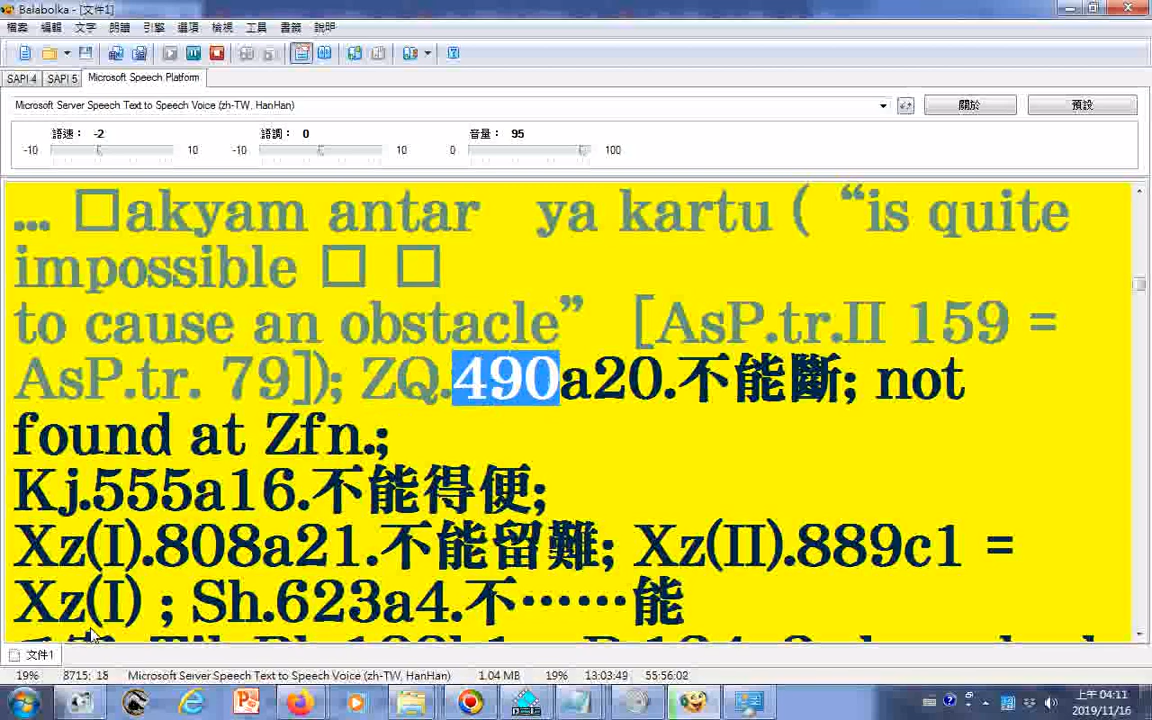 Balabolka - [文件1]
檔案 編輯 文字 朗讀 引擎 選項 檢視 工具 書籤 說明
SAPI 4 SAPI 5 Microsoft Speech Platform
Microsoft Server Speech Text to Speech Voice (zh-TW, HanHan) 關於 預設
語速： -2 語調： 0 音量： 95
-10 10 -10 10 0 100
... □akyam antar ya kartu ( “is quite
impossible □ □
to cause an obstacle” [AsP.tr.II 159 =
AsP.tr. 79]); ZQ.490a20.不能斷; not
found at Zfn.;
Kj.555a16.不能得便;
Xz(I).808a21.不能留難; Xz(II).889c1 =
Xz(I) ; Sh.623a4.不……能
文件1
19% 8715; 18 Microsoft Server Speech Text to Speech Voice (zh-TW, HanHan) 1.04 MB 19% 13:03:49 55:56:02
上午 04:11
2019/11/16